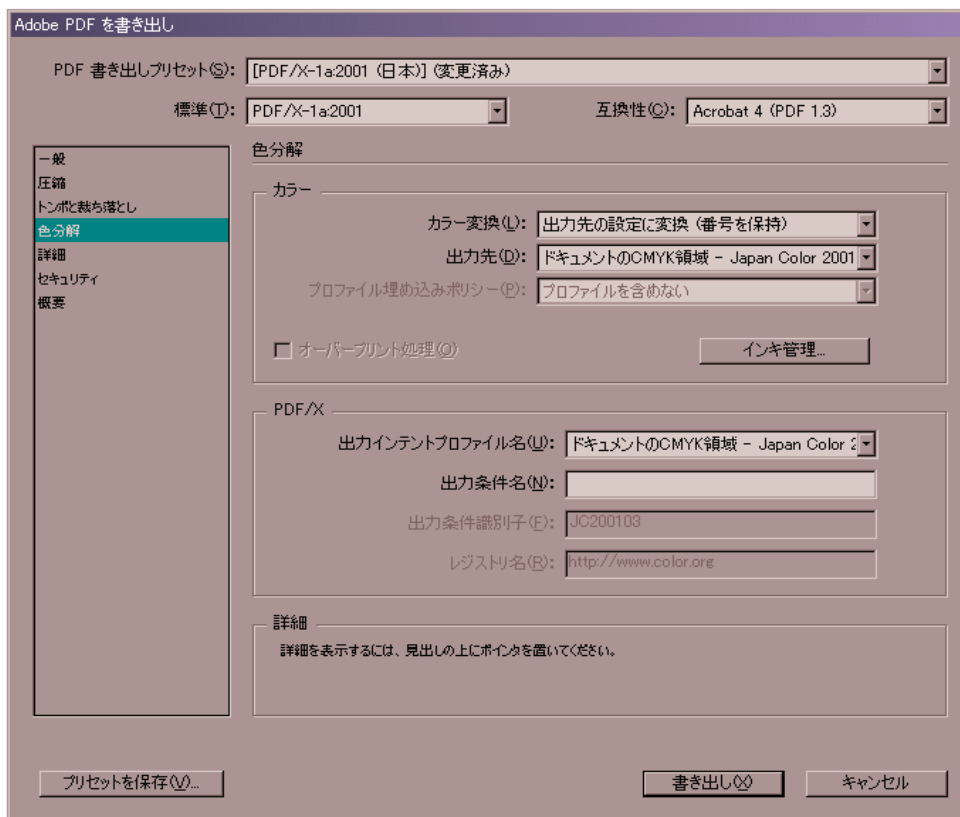 Adobe PDF を書き出し
PDF 書き出しプリセット(S): [PDF/X-1a:2001 (日本)] (変更済み)
標準(T): PDF/X-1a:2001 互換性(C): Acrobat 4 (PDF 1.3)
一般
圧縮
トンボと裁ち落とし
色分解
詳細
セキュリティ
概要
色分解
カラー
カラー変換(L): 出力先の設定に変換 (番号を保持)
出力先(D): ドキュメントのCMYK領域 - Japan Color 2001
プロファイル埋め込みポリシー(P): プロファイルを含めない
オーバープリント処理(O) インキ管理...
PDF/X
出力インテントプロファイル名(U): ドキュメントのCMYK領域 - Japan Color 2
出力条件名(N):
出力条件識別子(F): JC200103
レジストリ名(R): http://www.color.org
詳細
詳細を表示するには、見出しの上にポインタを置いてください。
プリセットを保存(V)... 書き出し(X) キャンセル